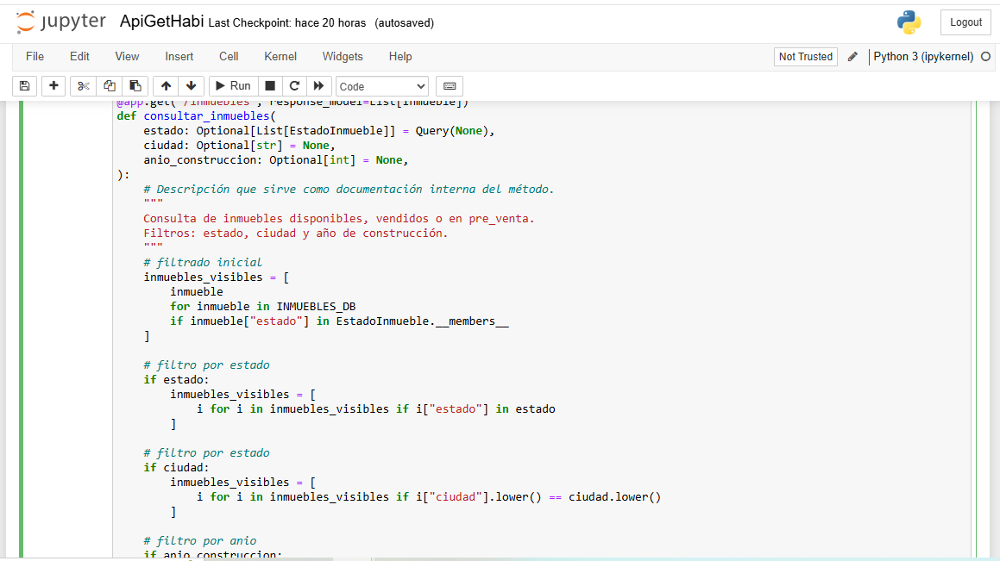 jupyter ApiGetHabi Last Checkpoint: hace 20 horas (autosaved)
Logout
File Edit View Insert Cell Kernel Widgets Help
Not Trusted Python 3 (ipykernel)
Run Code
@app.get("/inmuebles", response_model=List[Inmueble])
def consultar_inmuebles(
estado: Optional[List[EstadoInmueble]] = Query(None),
ciudad: Optional[str] = None,
anio_construccion: Optional[int] = None,
):
# Descripción que sirve como documentación interna del método.
"""
Consulta de inmuebles disponibles, vendidos o en pre_venta.
Filtros: estado, ciudad y año de construcción.
"""
# filtrado inicial
inmuebles_visibles = [
inmueble
for inmueble in INMUEBLES_DB
if inmueble["estado"] in EstadoInmueble.__members__
]
# filtro por estado
if estado:
inmuebles_visibles = [
i for i in inmuebles_visibles if i["estado"] in estado
]
# filtro por estado
if ciudad:
inmuebles_visibles = [
i for i in inmuebles_visibles if i["ciudad"].lower() == ciudad.lower()
]
# filtro por anio
if anio_construccion: